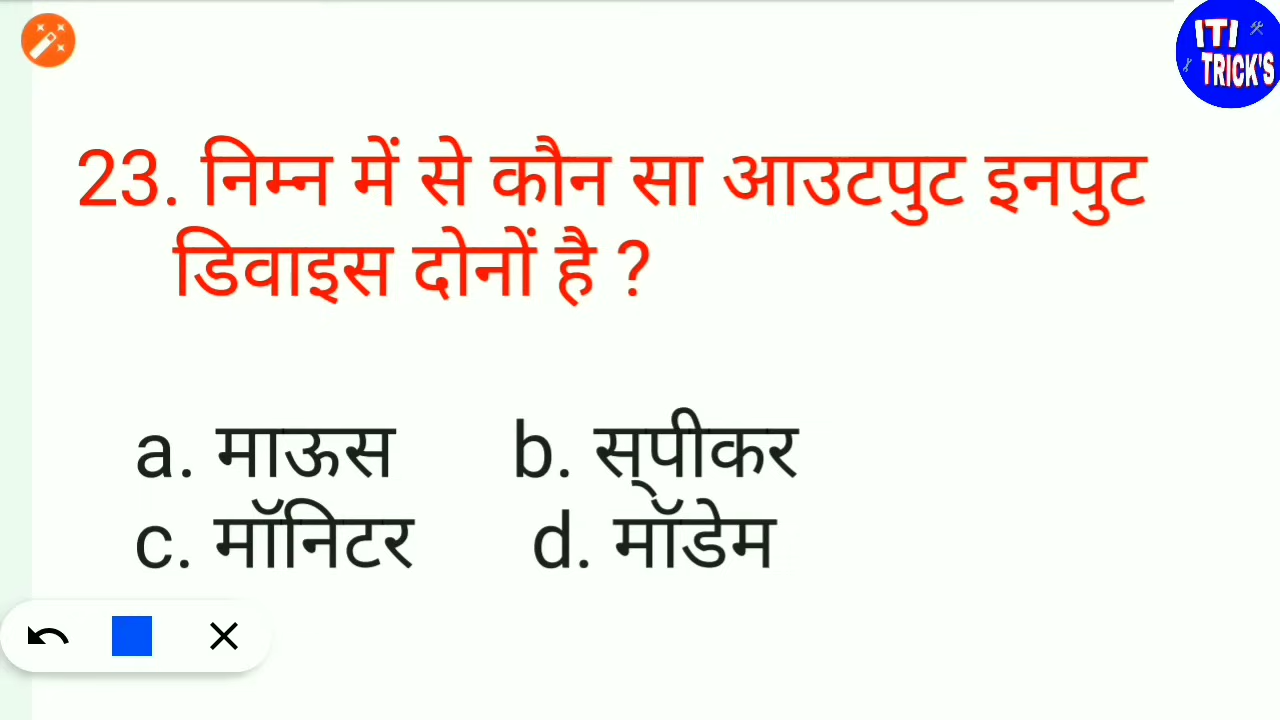 ITI
TRICK'S
23. निम्न में से कौन सा आउटपुट इनपुट
डिवाइस दोनों है ?
a. माऊस b. स्‌पीकर
c. मॉनिटर d. मॉडेम